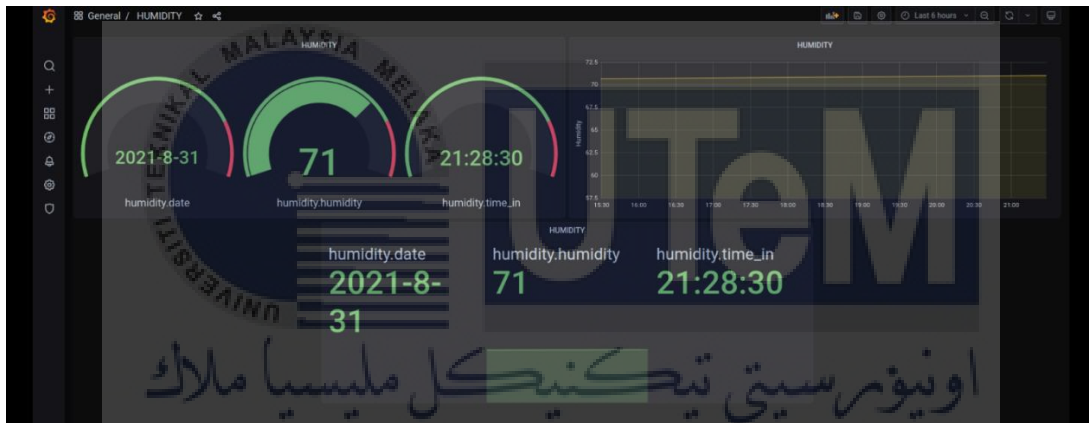 General / HUMIDITY
Last 6 hours
HUMIDITY
2021-8-31
humidity.date
71
humidity.humidity
21:28:30
humidity.time_in
HUMIDITY
Humidity
72.5
70
67.5
65
62.5
60
57.5
15:30 16:00 16:30 17:00 17:30 18:00 18:30 19:00 19:30 20:00 20:30 21:00
HUMIDITY
humidity.date
2021-8-
31
humidity.humidity
71
humidity.time_in
21:28:30
UNIVERSITI TEKNIKAL MALAYSIA MELAKA
UTeM
اونيۏرسيتي تيكنيكل مليسيا ملاك